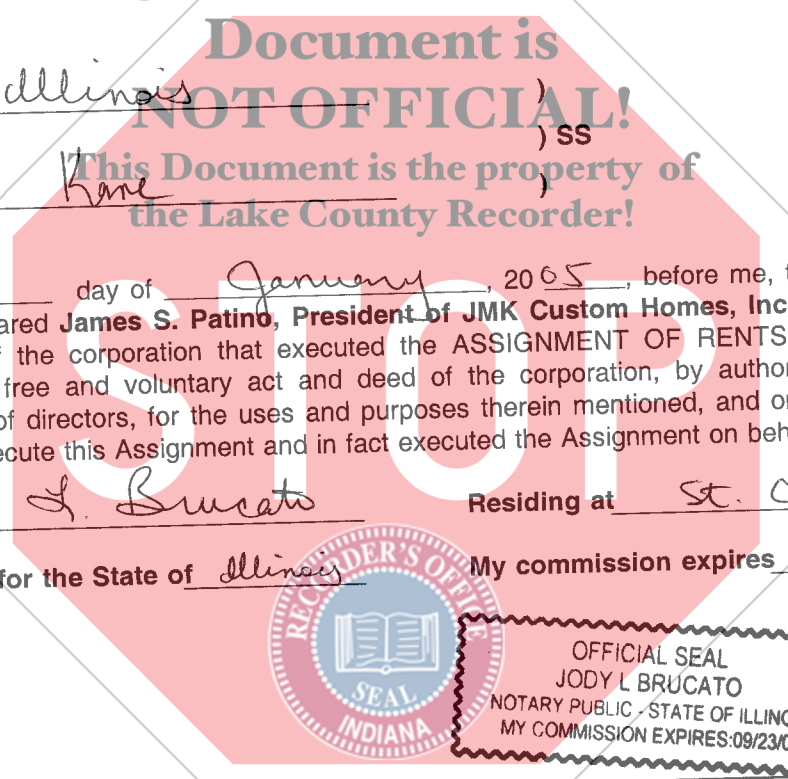 Document is
Illinois )
NOT OFFICIAL!
) SS
This Document is the property of
Kane )
the Lake County Recorder!
day of January, 2005, before me, t
ared James S. Patino, President of JMK Custom Homes, Inc
the corporation that executed the ASSIGNMENT OF RENTS
free and voluntary act and deed of the corporation, by author
of directors, for the uses and purposes therein mentioned, and o
ecute this Assignment and in fact executed the Assignment on beh
STOP
L. Brucato Residing at St. C
for the State of Illinois My commission expires
RECORDER'S OFFICE
SEAL
INDIANA
OFFICIAL SEAL
JODY L BRUCATO
NOTARY PUBLIC - STATE OF ILLINO
MY COMMISSION EXPIRES:09/23/0